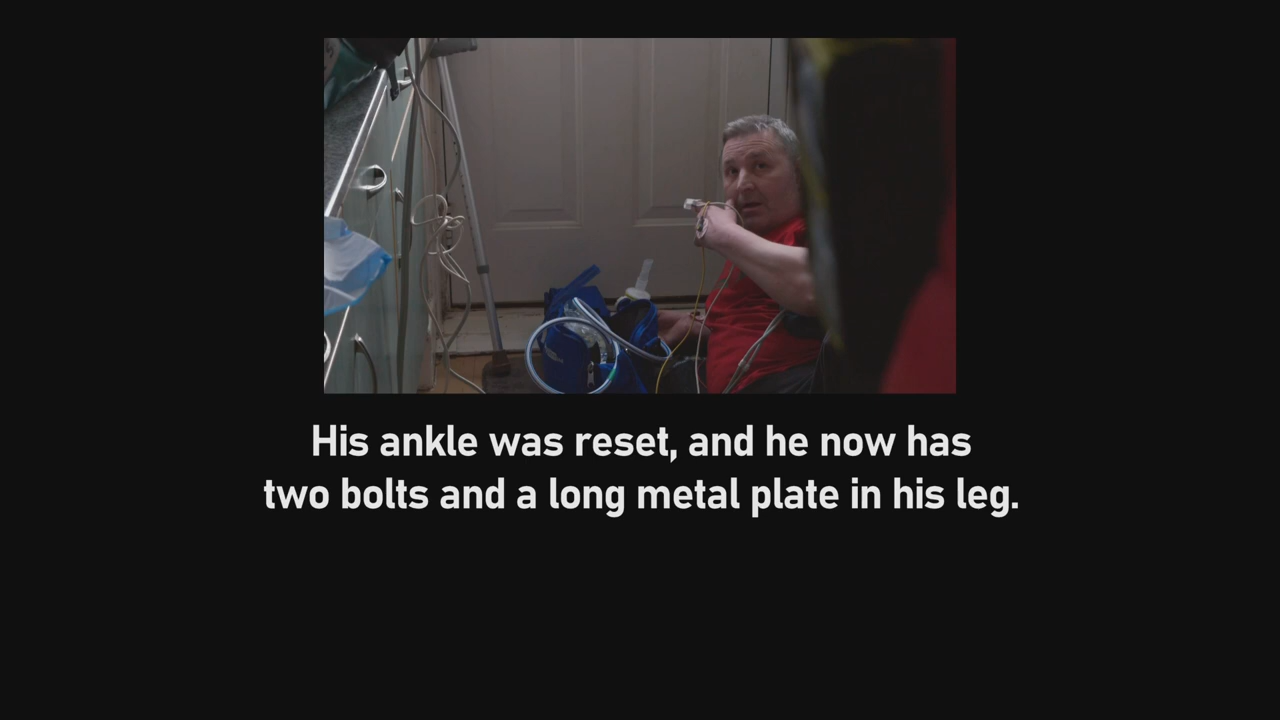 His ankle was reset, and he now has
two bolts and a long metal plate in his leg.